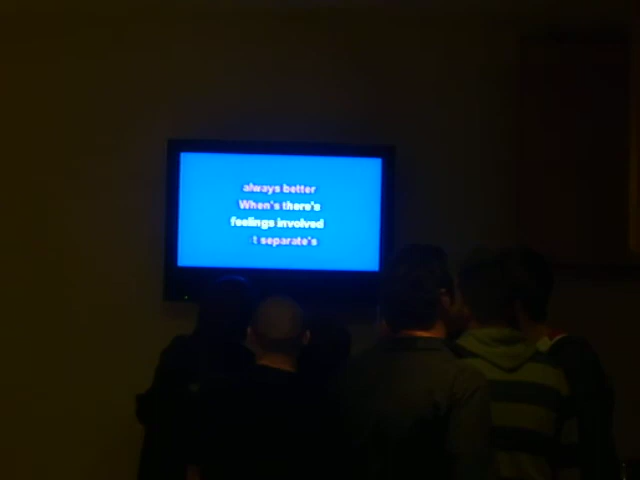 always better
When's there's
feelings involved
t separate's